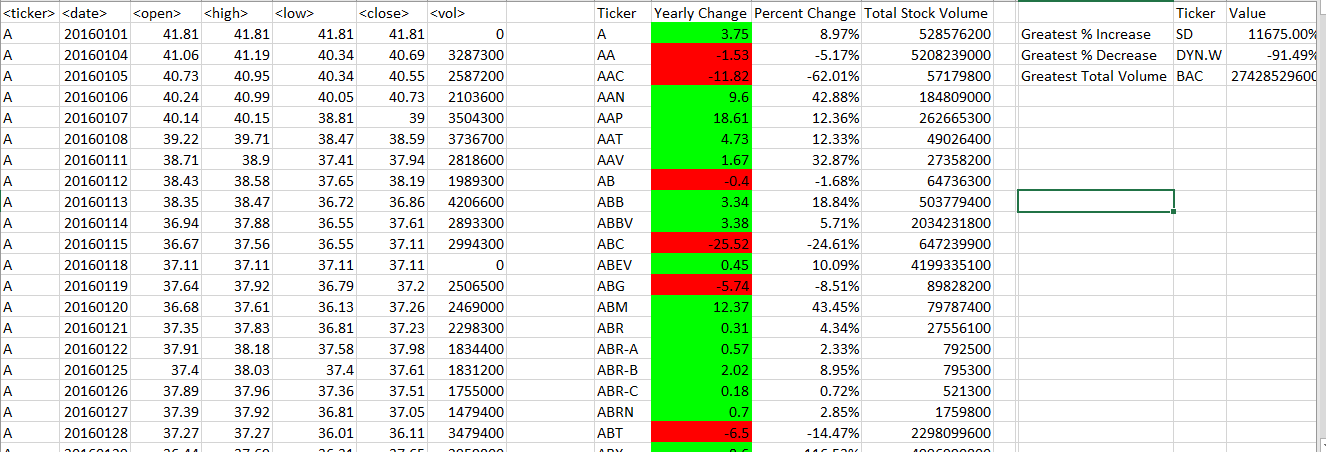 <ticker> <date> <open> <high> <low> <close> <vol> Ticker Yearly Change Percent Change Total Stock Volume Ticker Value
A 20160101 41.81 41.81 41.81 41.81 0 A 3.75 8.97% 528576200 Greatest % Increase SD 11675.00%
A 20160104 41.06 41.19 40.34 40.69 3287300 AA -1.53 -5.17% 5208239000 Greatest % Decrease DYN.W -91.49%
A 20160105 40.73 40.95 40.34 40.55 2587200 AAC -11.82 -62.01% 57179800 Greatest Total Volume BAC 27428529600
A 20160106 40.24 40.99 40.05 40.73 2103600 AAN 9.6 42.88% 184809000
A 20160107 40.14 40.15 38.81 39 3504300 AAP 18.61 12.36% 262665300
A 20160108 39.22 39.71 38.47 38.59 3736700 AAT 4.73 12.33% 49026400
A 20160111 38.71 38.9 37.41 37.94 2818600 AAV 1.67 32.87% 27358200
A 20160112 38.43 38.58 37.65 38.19 1989300 AB -0.4 -1.68% 64736300
A 20160113 38.35 38.47 36.72 36.86 4206600 ABB 3.34 18.84% 503779400
A 20160114 36.94 37.88 36.55 37.61 2893300 ABBV 3.38 5.71% 2034231800
A 20160115 36.67 37.56 36.55 37.11 2994300 ABC -25.52 -24.61% 647239900
A 20160118 37.11 37.11 37.11 37.11 0 ABEV 0.45 10.09% 4199335100
A 20160119 37.64 37.92 36.79 37.2 2506500 ABG -5.74 -8.51% 89828200
A 20160120 36.68 37.61 36.13 37.26 2469000 ABM 12.37 43.45% 79787400
A 20160121 37.35 37.83 36.81 37.23 2298300 ABR 0.31 4.34% 27556100
A 20160122 37.91 38.18 37.58 37.98 1834400 ABR-A 0.57 2.33% 792500
A 20160125 37.4 38.03 37.4 37.61 1831200 ABR-B 2.02 8.95% 795300
A 20160126 37.89 37.96 37.36 37.51 1755000 ABR-C 0.18 0.72% 521300
A 20160127 37.39 37.92 36.81 37.05 1479400 ABRN 0.7 2.85% 1759800
A 20160128 37.27 37.27 36.01 36.11 3479400 ABT -6.5 -14.47% 2298099600